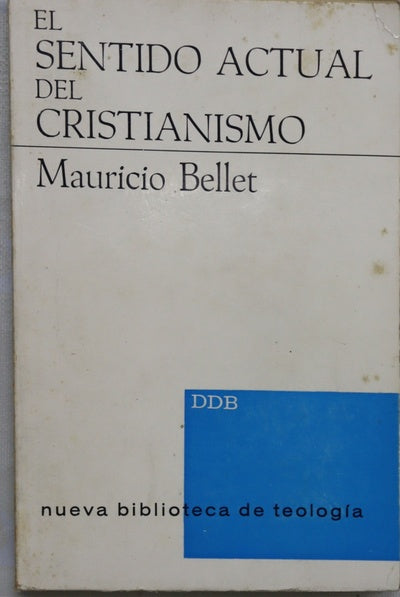 EL
SENTIDO ACTUAL
DEL
CRISTIANISMO
Mauricio Bellet
DDB
nueva biblioteca de teología